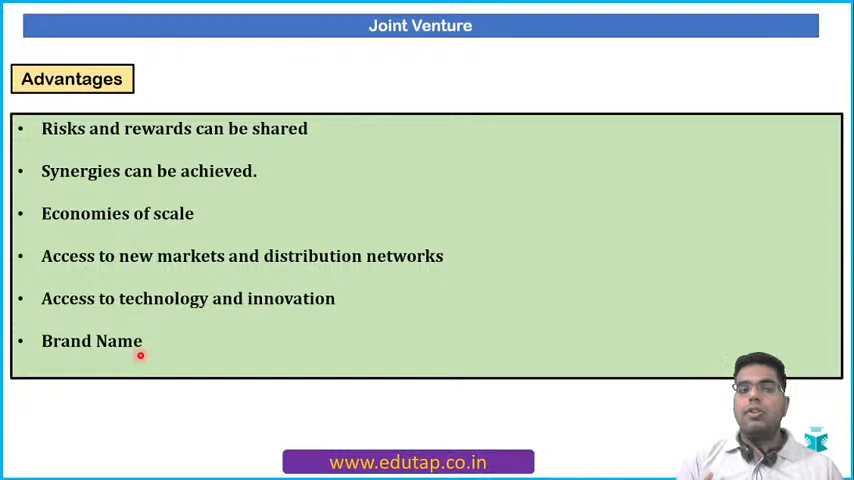 Joint Venture
Advantages
• Risks and rewards can be shared
• Synergies can be achieved.
• Economies of scale
• Access to new markets and distribution networks
• Access to technology and innovation
• Brand Name
www.edutap.co.in